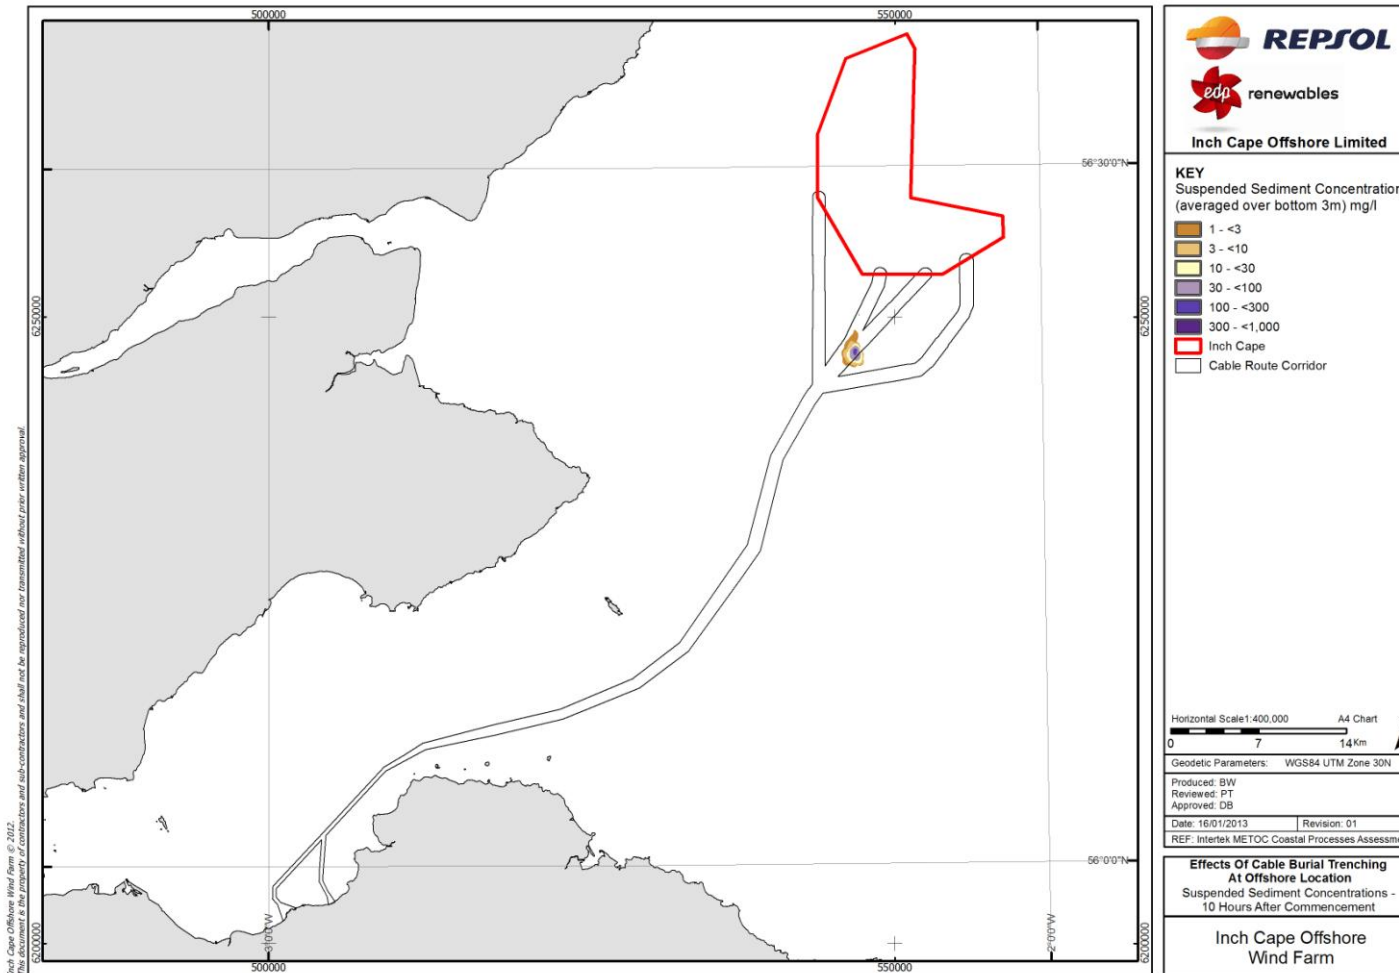 500000
550000
56°30'0"N
6250000
6250000
56°0'0"N
6200000
6200000
3°0'0"W
2°0'0"W
500000
550000
Inch Cape Offshore Wind Farm © 2012.
This document is the property of contractors and sub-contractors and shall not be reproduced nor transmitted without prior written approval.
REPSOL
edp renewables
Inch Cape Offshore Limited
KEY
Suspended Sediment Concentration
(averaged over bottom 3m) mg/l
1 - <3
3 - <10
10 - <30
30 - <100
100 - <300
300 - <1,000
Inch Cape
Cable Route Corridor
Horizontal Scale1:400,000 A4 Chart
0 7 14Km
Geodetic Parameters: WGS84 UTM Zone 30N
Produced: BW
Reviewed: PT
Approved: DB
Date: 16/01/2013 Revision: 01
REF: Intertek METOC Coastal Processes Assessm
Effects Of Cable Burial Trenching
At Offshore Location
Suspended Sediment Concentrations -
10 Hours After Commencement
Inch Cape Offshore
Wind Farm